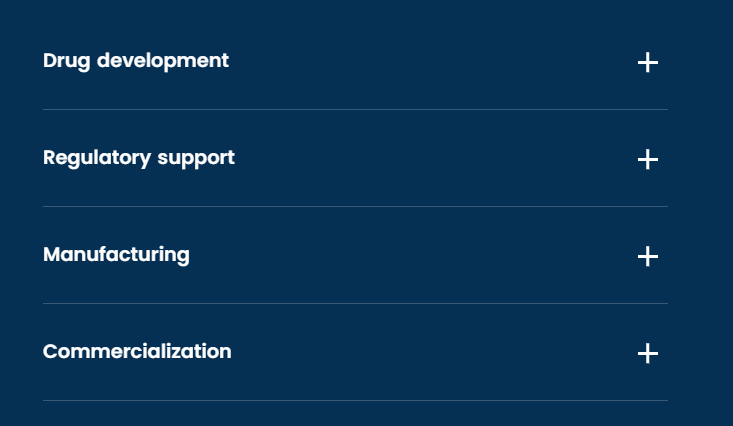 Drug development
Regulatory support
Manufacturing
Commercialization